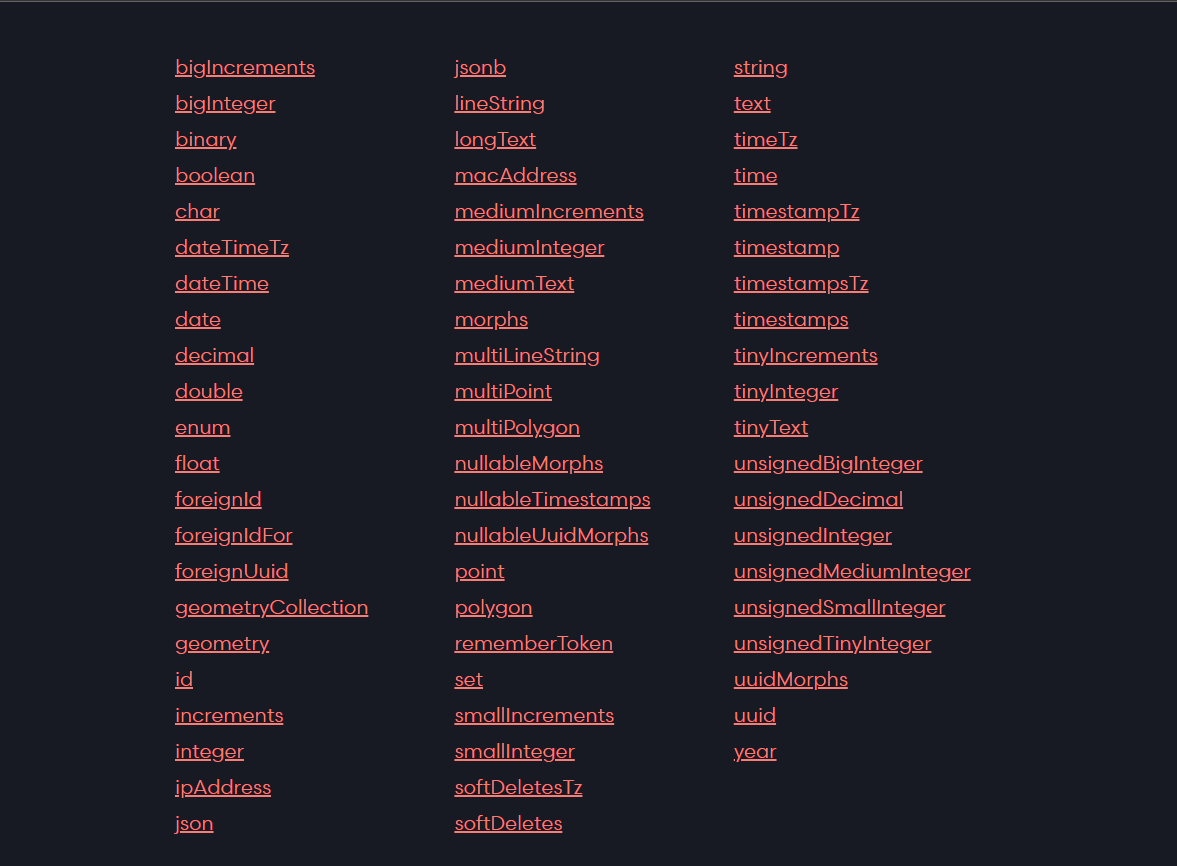 bigIncrements
bigInteger
binary
boolean
char
dateTimeTz
dateTime
date
decimal
double
enum
float
foreignId
foreignIdFor
foreignUuid
geometryCollection
geometry
id
increments
integer
ipAddress
json
jsonb
lineString
longText
macAddress
mediumIncrements
mediumInteger
mediumText
morphs
multiLineString
multiPoint
multiPolygon
nullableMorphs
nullableTimestamps
nullableUuidMorphs
point
polygon
rememberToken
set
smallIncrements
smallInteger
softDeletesTz
softDeletes
string
text
timeTz
time
timestampTz
timestamp
timestampsTz
timestamps
tinyIncrements
tinyInteger
tinyText
unsignedBigInteger
unsignedDecimal
unsignedInteger
unsignedMediumInteger
unsignedSmallInteger
unsignedTinyInteger
uuidMorphs
uuid
year